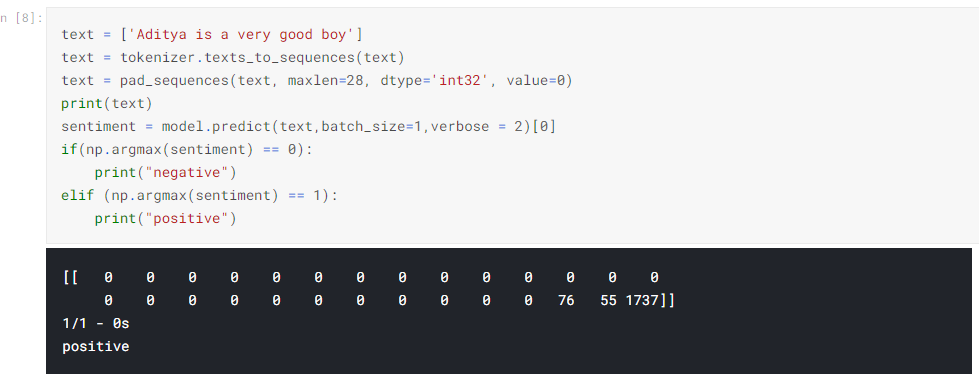 n [8]:
text = ['Aditya is a very good boy']
text = tokenizer.texts_to_sequences(text)
text = pad_sequences(text, maxlen=28, dtype='int32', value=0)
print(text)
sentiment = model.predict(text,batch_size=1,verbose = 2)[0]
if(np.argmax(sentiment) == 0):
    print("negative")
elif (np.argmax(sentiment) == 1):
    print("positive")
[[   0    0    0    0    0    0    0    0    0    0    0    0    0    0
     0    0    0    0    0    0    0    0    0    0    0   76   55 1737]]
1/1 - 0s
positive